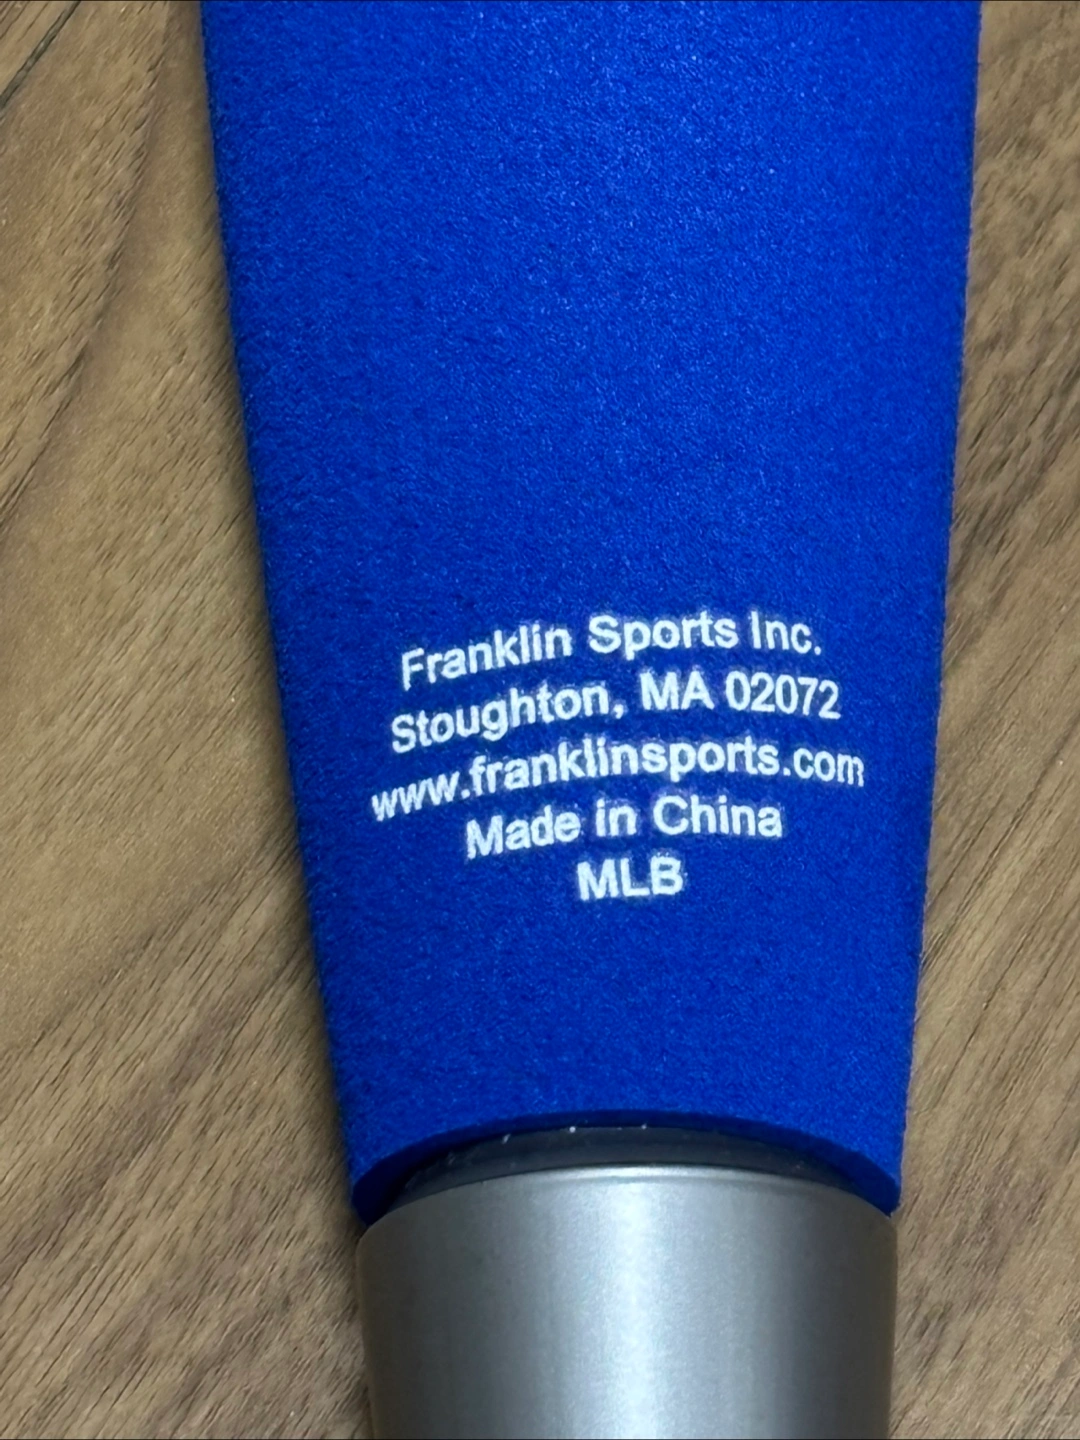 Franklin Sports Inc.
Stoughton, MA 02072
www.franklinsports.com
Made in China
MLB